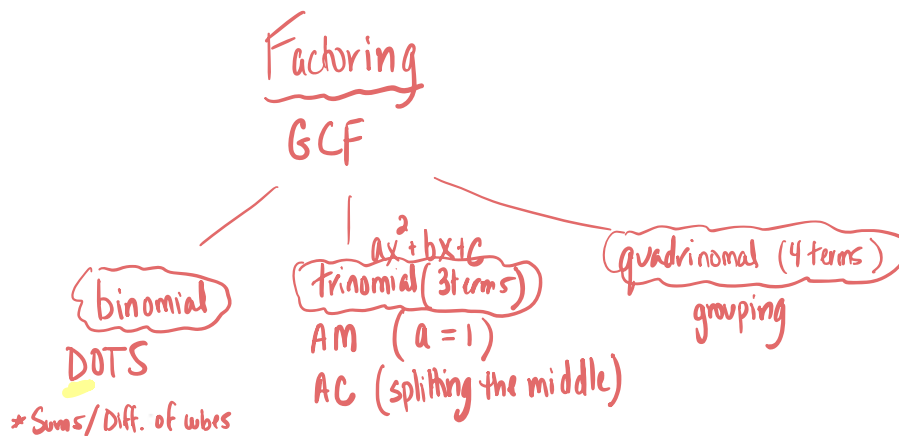 Factoring
GCF
binomial
DOTS
* Sums/Diff. of cubes
ax²+bx+c
trinomial (3 terms)
AM (a = 1)
AC (splitting the middle)
quadrinomal (4 terms)
grouping